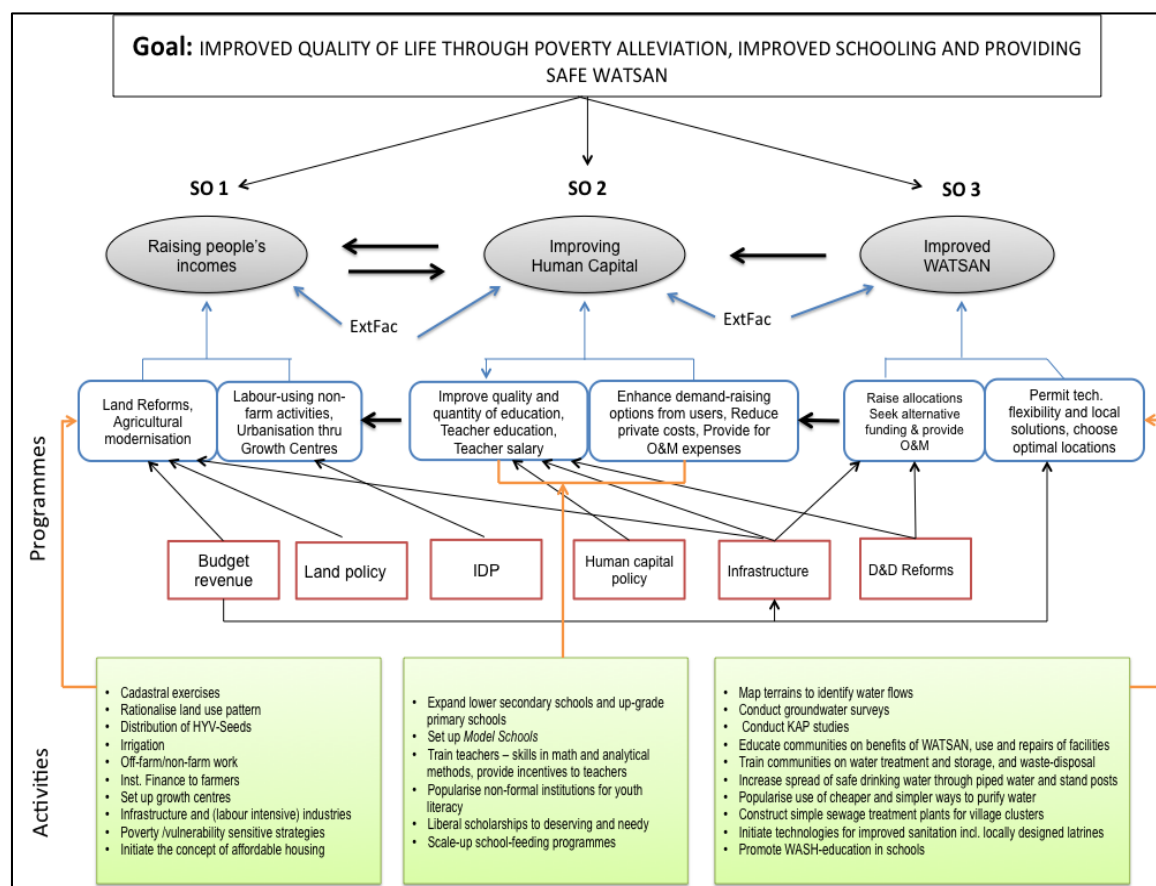 Goal: IMPROVED QUALITY OF LIFE THROUGH POVERTY ALLEVIATION, IMPROVED SCHOOLING AND PROVIDING
SAFE WATSAN
SO 1
SO 2
SO 3
Raising people's
incomes
Improving
Human Capital
Improved
WATSAN
ExtFac
ExtFac
Programmes
Land Reforms,
Agricultural
modernisation
Labour-using non-
farm activities,
Urbanisation thru
Growth Centres
Improve quality and
quantity of education,
Teacher education,
Teacher salary
Enhance demand-raising
options from users, Reduce
private costs, Provide for
O&M expenses
Raise allocations
Seek alternative
funding & provide
O&M
Permit tech.
flexibility and local
solutions, choose
optimal locations
Budget
revenue
Land policy
IDP
Human capital
policy
Infrastructure
D&D Reforms
Activities
• Cadastral exercises
• Rationalise land use pattern
• Distribution of HYV-Seeds
• Irrigation
• Off-farm/non-farm work
• Inst. Finance to farmers
• Set up growth centres
• Infrastructure and (labour intensive) industries
• Poverty /vulnerability sensitive strategies
• Initiate the concept of affordable housing
• Expand lower secondary schools and up-grade
primary schools
• Set up Model Schools
• Train teachers – skills in math and analytical
methods, provide incentives to teachers
• Popularise non-formal institutions for youth
literacy
• Liberal scholarships to deserving and needy
• Scale-up school-feeding programmes
• Map terrains to identify water flows
• Conduct groundwater surveys
• Conduct KAP studies
• Educate communities on benefits of WATSAN, use and repairs of facilities
• Train communities on water treatment and storage, and waste-disposal
• Increase spread of safe drinking water through piped water and stand posts
• Popularise use of cheaper and simpler ways to purify water
• Construct simple sewage treatment plants for village clusters
• Initiate technologies for improved sanitation incl. locally designed latrines
• Promote WASH-education in schools